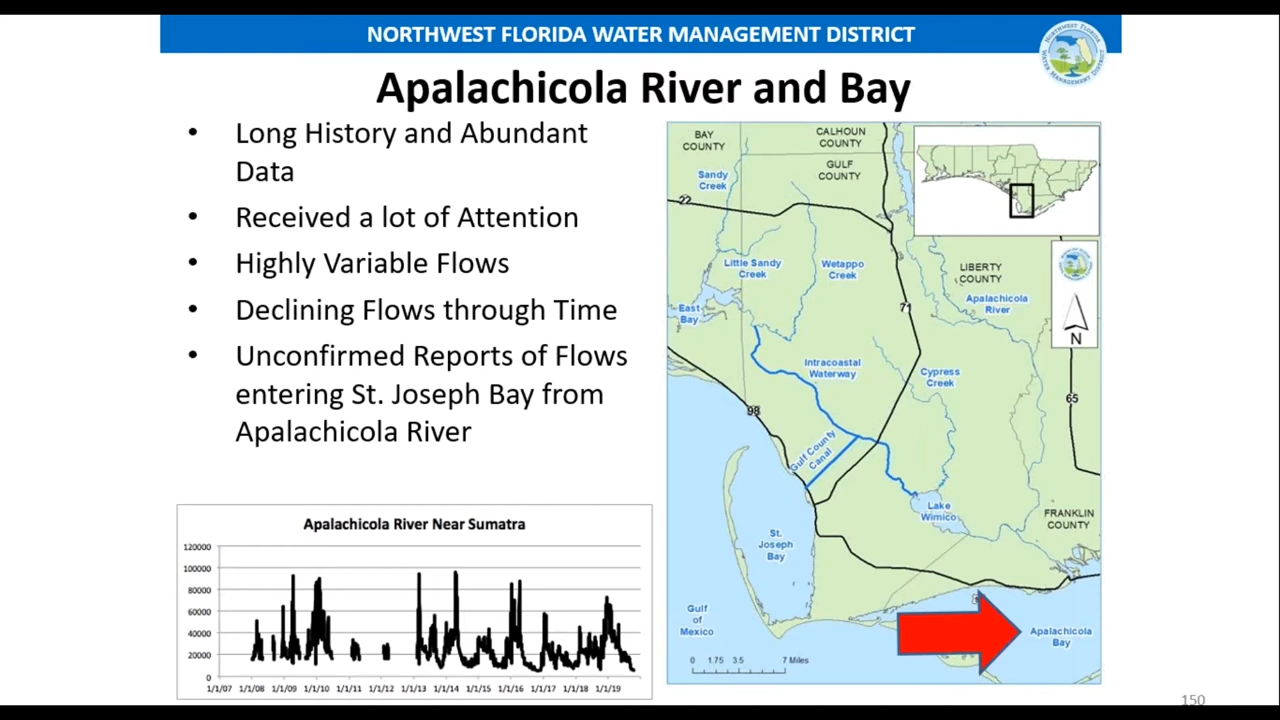 NORTHWEST FLORIDA WATER MANAGEMENT DISTRICT
NORTHWEST FLORIDA
WATER MANAGEMENT DISTRICT
Apalachicola River and Bay
• Long History and Abundant
Data
• Received a lot of Attention
• Highly Variable Flows
• Declining Flows through Time
• Unconfirmed Reports of Flows
entering St. Joseph Bay from
Apalachicola River
BAY
COUNTY
CALHOUN
COUNTY
GULF
COUNTY
Sandy
Creek
22
Little Sandy
Creek
Wetappo
Creek
LIBERTY
COUNTY
Apalachicola
River
N
East
Bay
71
Intracoastal
Waterway
Cypress
Creek
65
98
Gulf County
Canal
Lake
Wimico
FRANKLIN
COUNTY
St.
Joseph
Bay
Gulf
of
Mexico
Apalachicola
Bay
0 1.75 3.5 7 Miles
Apalachicola River Near Sumatra
120000
100000
80000
60000
40000
20000
0
1/1/07 1/1/08 1/1/09 1/1/10 1/1/11 1/1/12 1/1/13 1/1/14 1/1/15 1/1/16 1/1/17 1/1/18 1/1/19
150